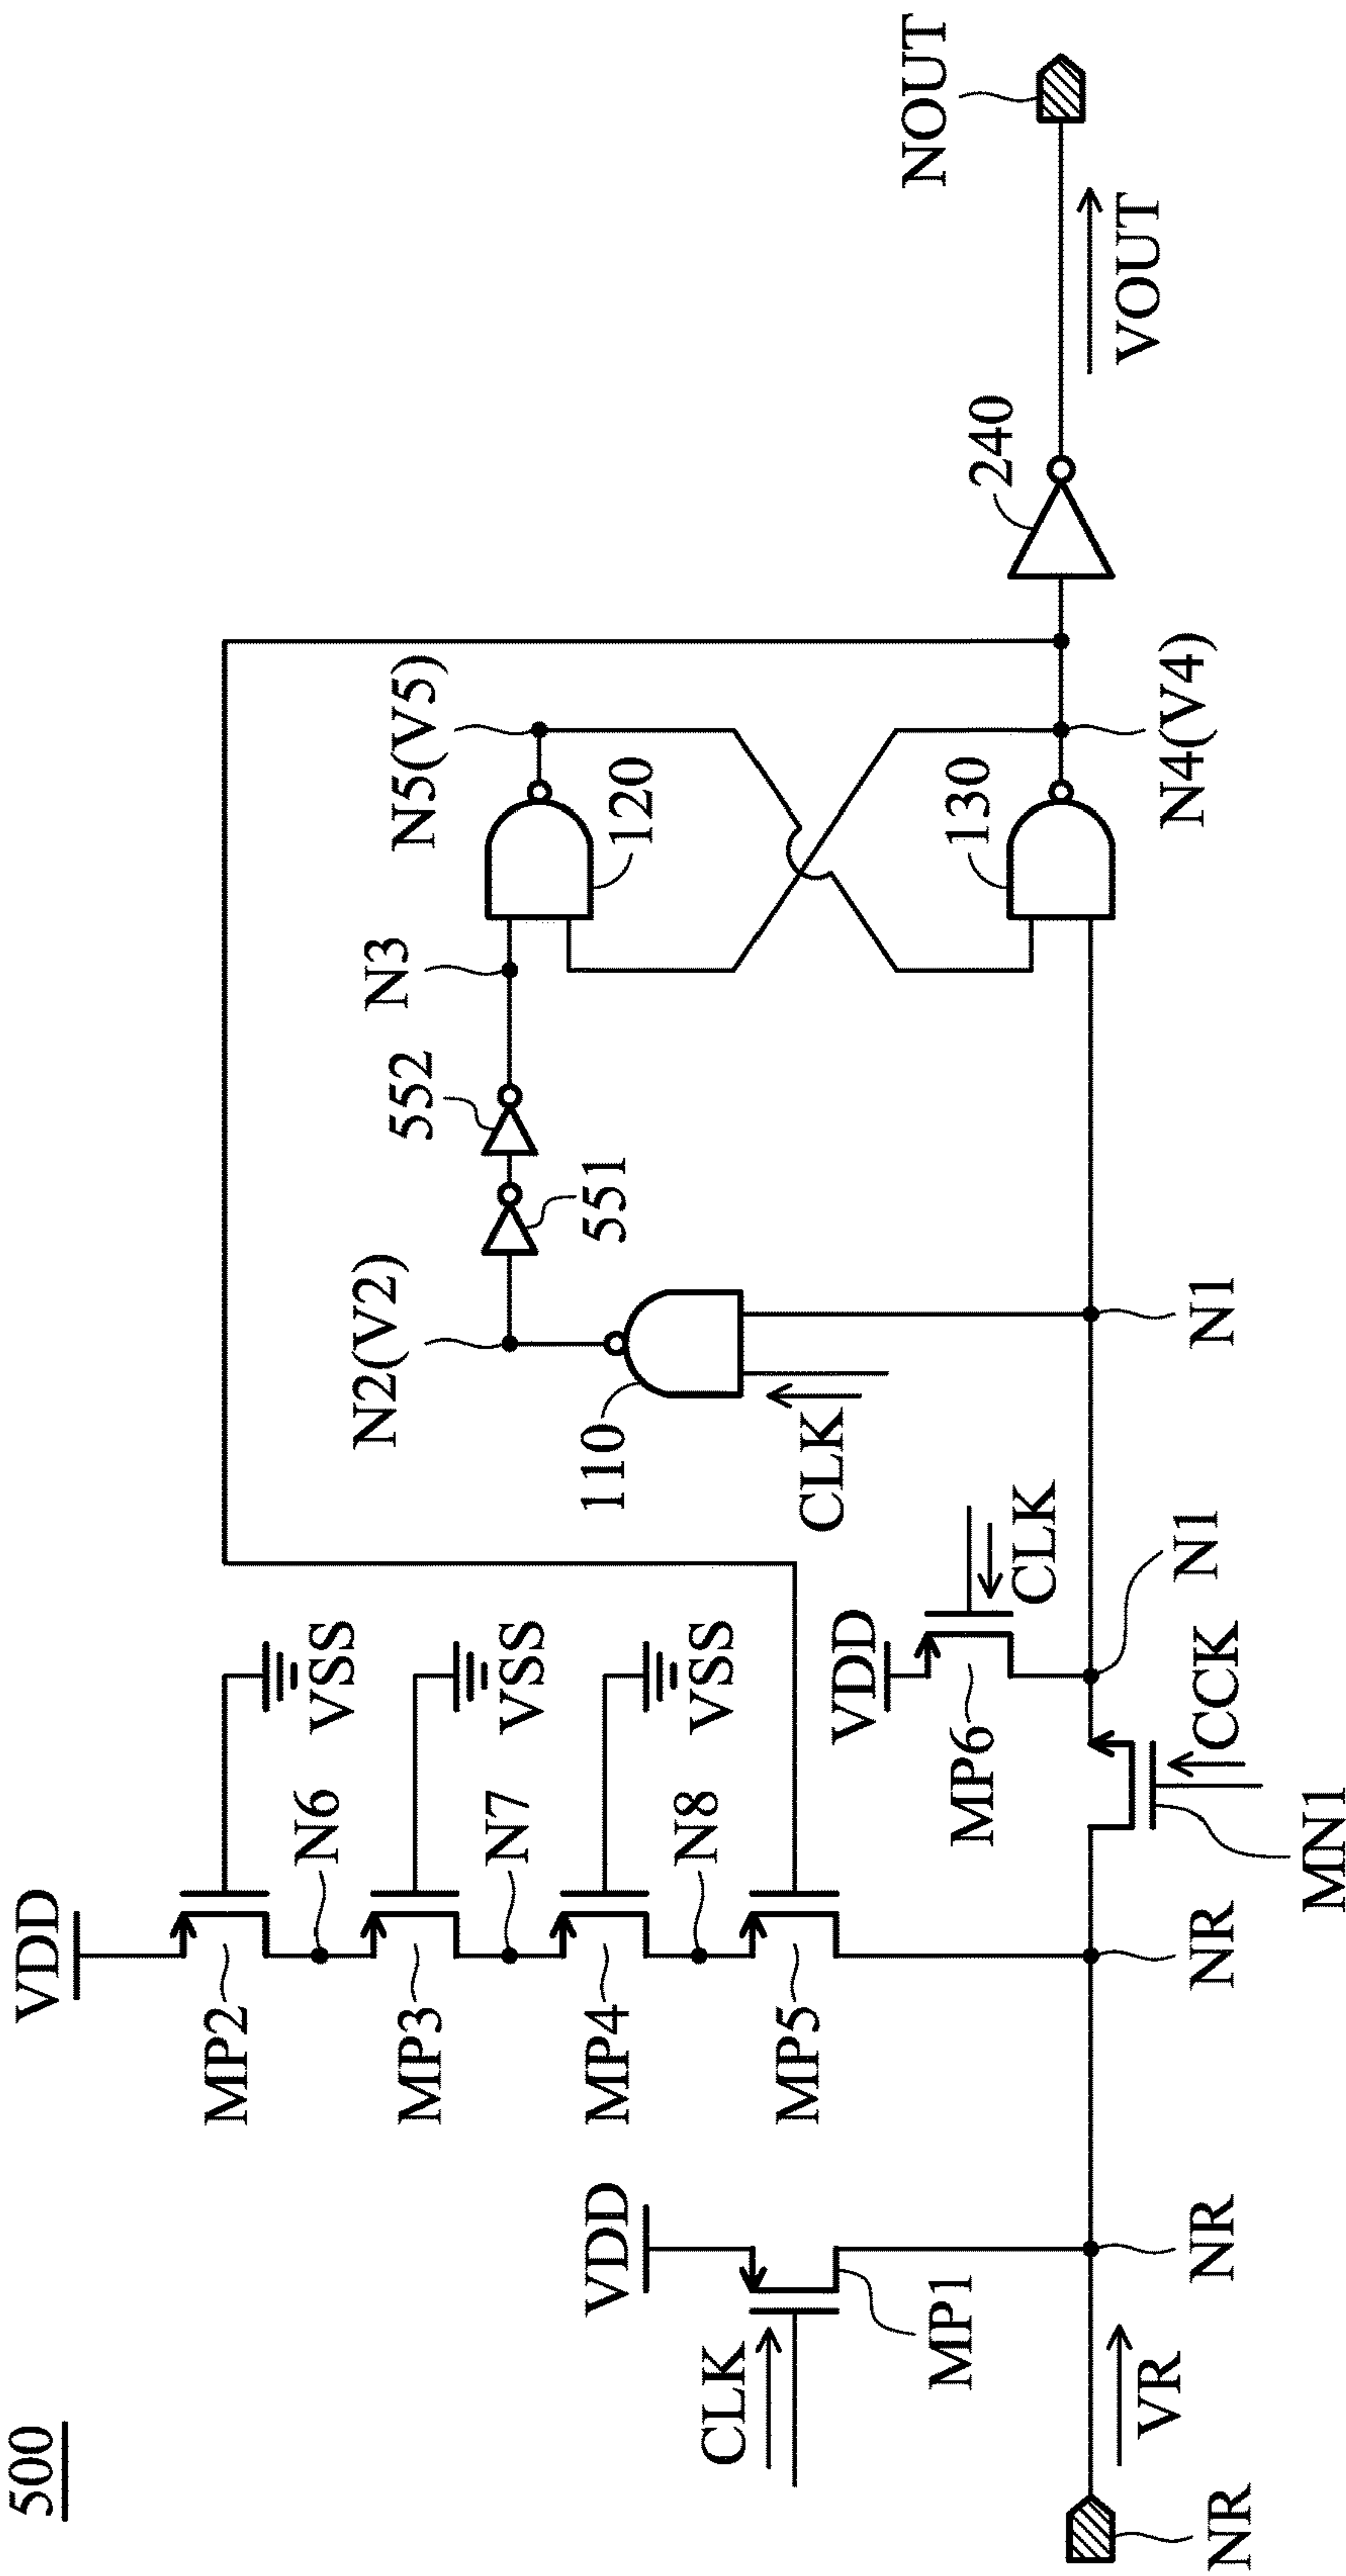 500
VDD
MP2
VSS
N6
MP3
VSS
N7
MP4
VSS
N8
MP5
N5(V5)
N3
552
551
120
N2(V2)
110
CLK
VDD
CLK
MP1
VDD
MP6
CLK
130
240
NOUT
VOUT
NR
VR
NR
NR
MN1
CCK
N1
N1
N4(V4)